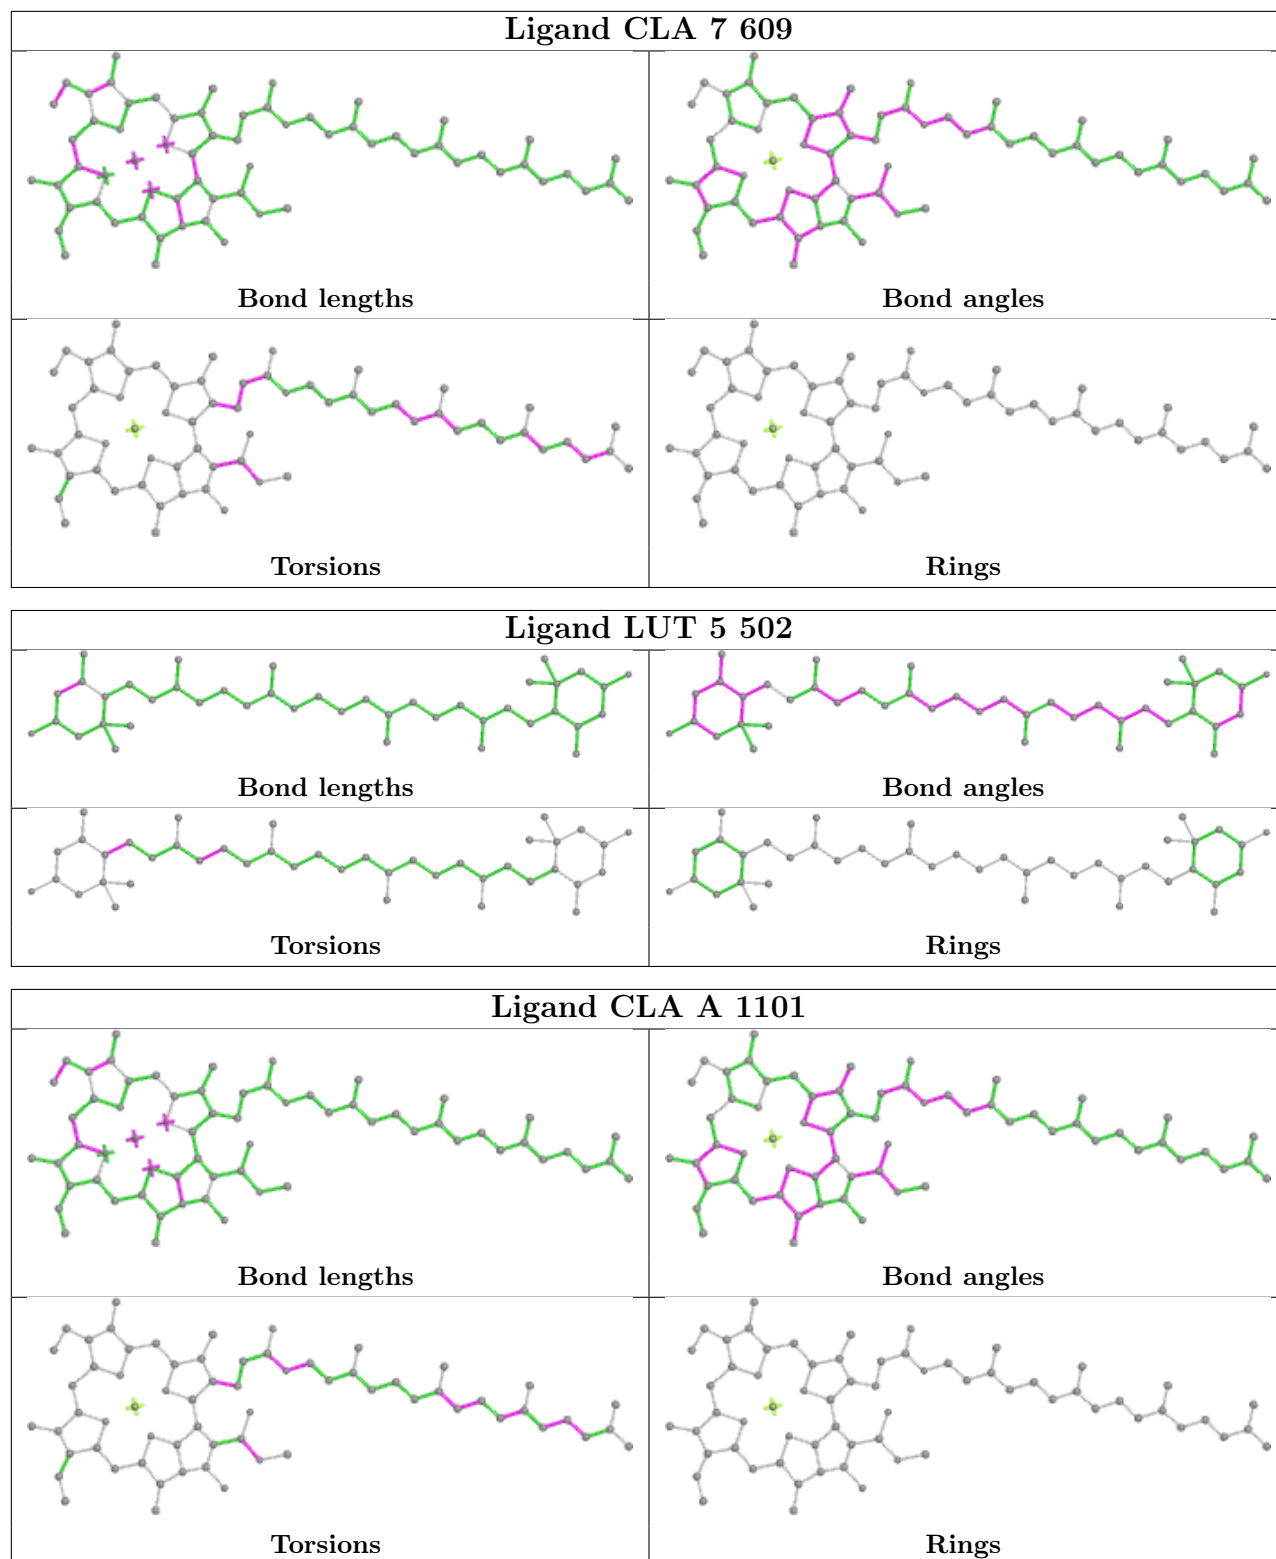 Ligand CLA 7 609
Bond lengths
Bond angles
Torsions
Rings
Ligand LUT 5 502
Bond lengths
Bond angles
Torsions
Rings
Ligand CLA A 1101
Bond lengths
Bond angles
Torsions
Rings